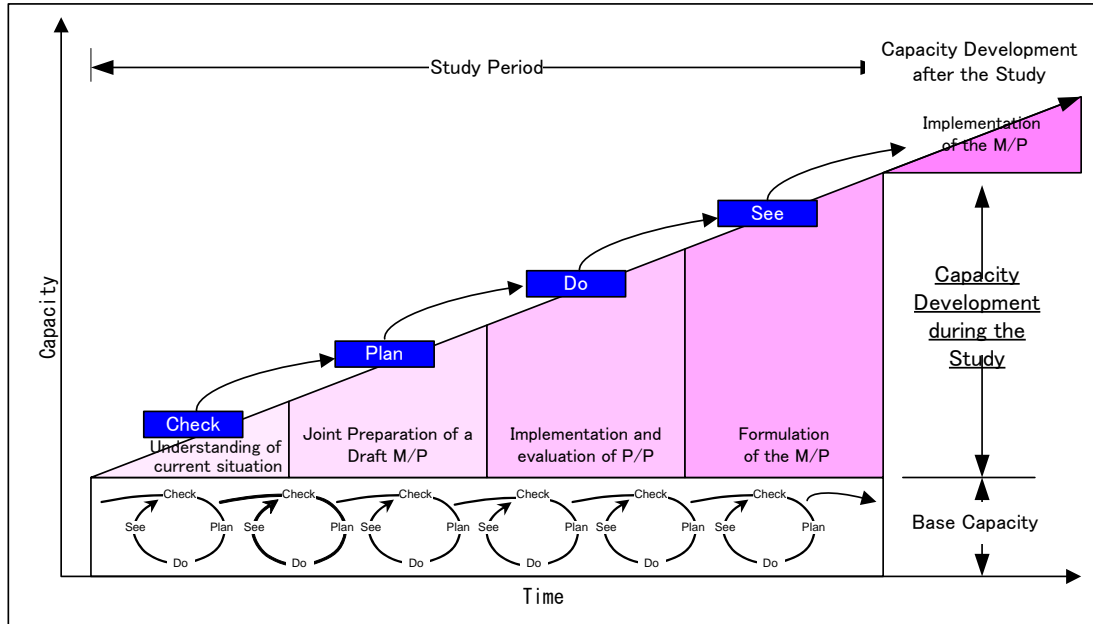 Capacity Development
after the Study
Study Period
Implementation
of the M/P
See
Do
Plan
Check
Capacity
Development
during the
Study
Understanding of
current situation
Joint Preparation of a
Draft M/P
Implementation and
evaluation of P/P
Formulation
of the M/P
Capacity
Check
Plan
Do
See
Check
Plan
Do
See
Check
Plan
Do
See
Check
Plan
Do
See
Check
Plan
Do
See
Check
Plan
Do
See
Base Capacity
Time